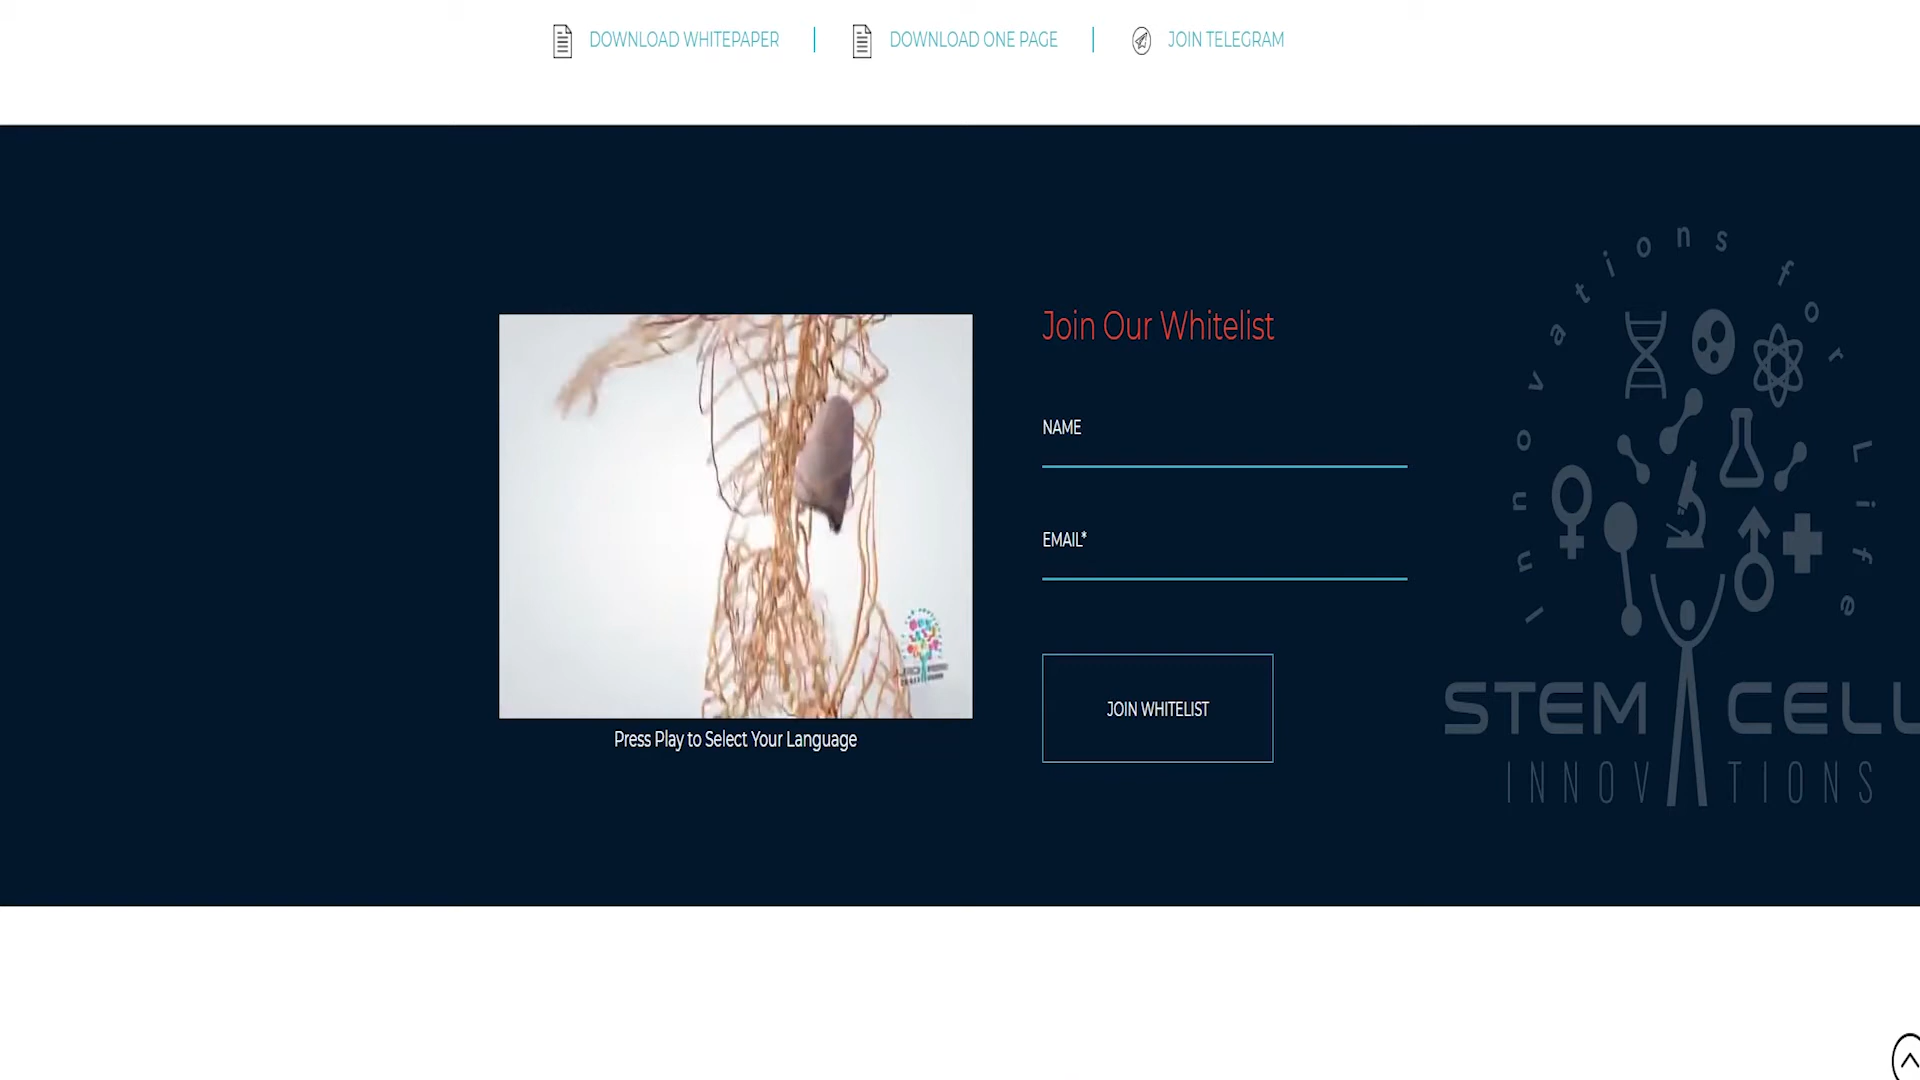 DOWNLOAD WHITEPAPER
DOWNLOAD ONE PAGE
JOIN TELEGRAM
Join Our Whitelist
NAME
EMAIL*
JOIN WHITELIST
Press Play to Select Your Language
Innovations for Life
STEM CELL
INNOVATIONS